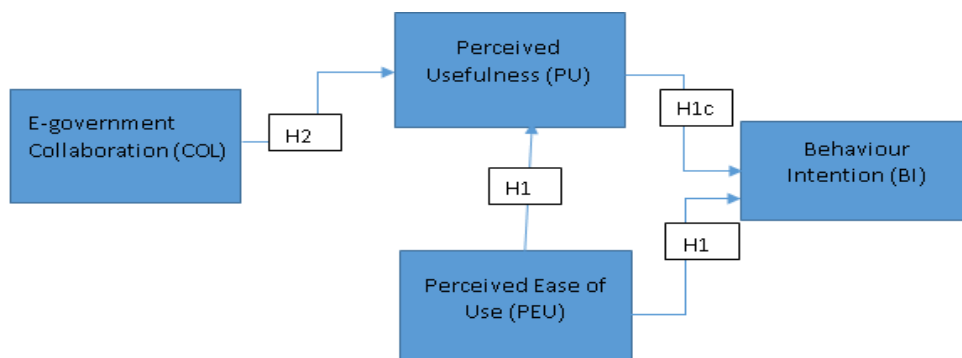 Perceived
Usefulness (PU)
E-government
Collaboration (COL)
H2
H1c
H1
Behaviour
Intention (BI)
H1
Perceived Ease of
Use (PEU)